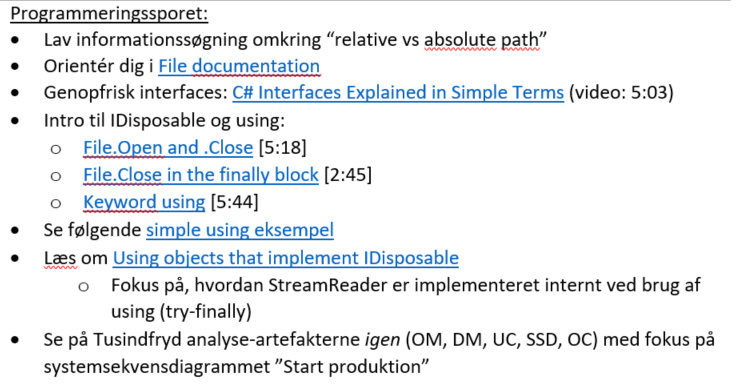 Programmeringssporet:
• Lav informationssøgning omkring “relative vs absolute path”
• Orientér dig i File documentation
• Genopfrisk interfaces: C# Interfaces Explained in Simple Terms (video: 5:03)
• Intro til IDisposable og using:
o File.Open and .Close [5:18]
o File.Close in the finally block [2:45]
o Keyword using [5:44]
• Se følgende simple using eksempel
• Læs om Using objects that implement IDisposable
o Fokus på, hvordan StreamReader er implementeret internt ved brug af
using (try-finally)
• Se på Tusindfryd analyse-artefakterne igen (OM, DM, UC, SSD, OC) med fokus på
systemsekvensdiagrammet ”Start produktion”